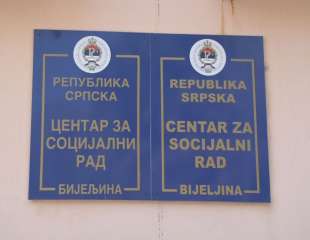 РЕПУБЛИКА
СРПСКА
ЦЕНТАР ЗА
СОЦИЈАЛНИ
РАД
БИЈЕЉИНА
REPUBLIKA
SRPSKA
CENTAR ZA
SOCIJALNI
RAD
BIJELJINA